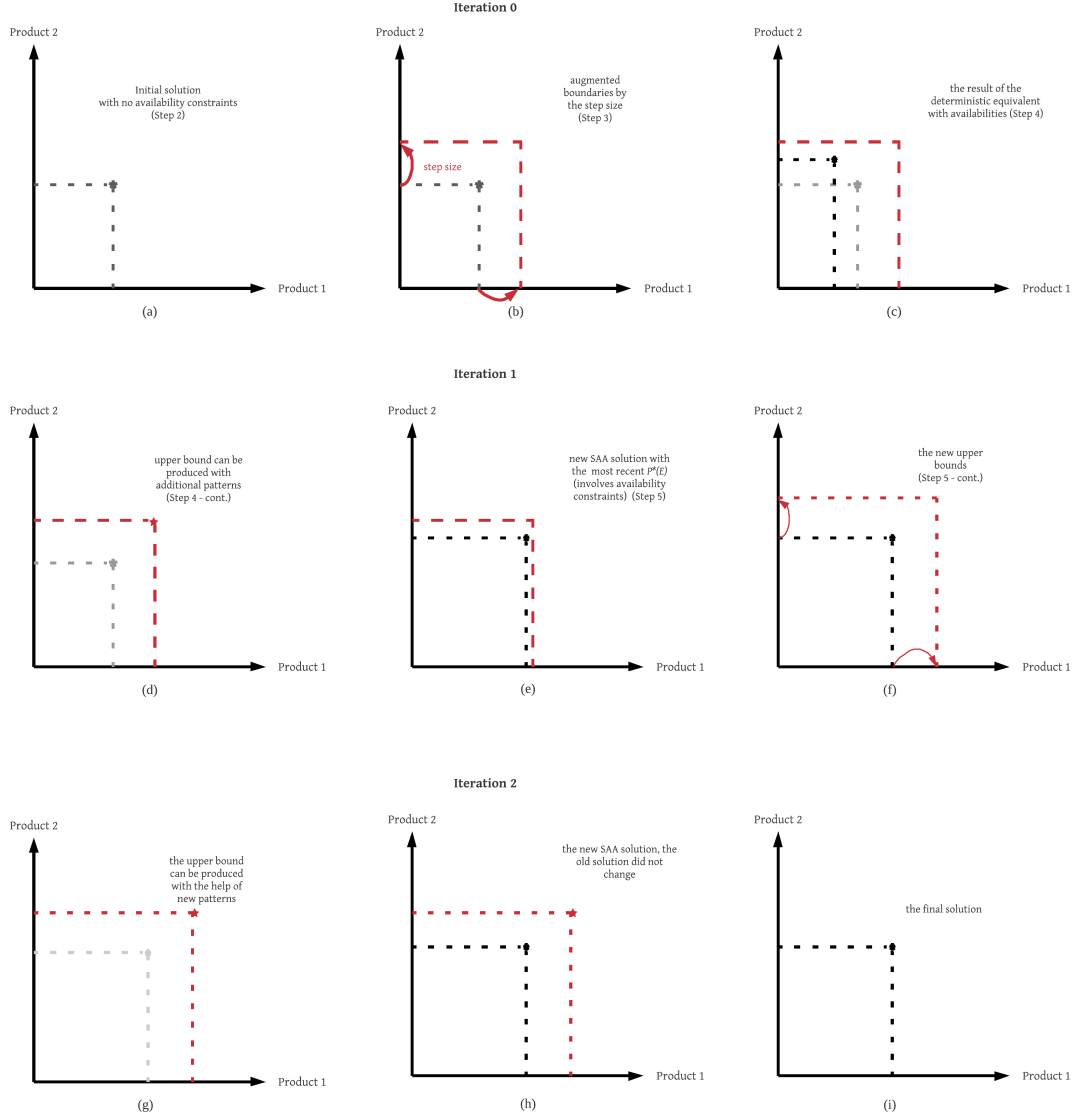 Iteration 0
Product 2
Initial solution
with no availability constraints
(Step 2)
Product 1
(a)
Product 2
augmented
boundaries by
the step size
(Step 3)
step size
Product 1
(b)
Product 2
the result of the
deterministic equivalent
with availabilities (Step 4)
Product 1
(c)
Iteration 1
Product 2
upper bound can be
produced with
additional patterns
(Step 4 - cont.)
Product 1
(d)
Product 2
new SAA solution with
the most recent P*(E)
(involves availability
constraints) (Step 5)
Product 1
(e)
Product 2
the new upper
bounds
(Step 5 - cont.)
Product 1
(f)
Iteration 2
Product 2
the upper bound
can be produced
with the help of
new patterns
Product 1
(g)
Product 2
the new SAA solution, the
old solution did not
change
Product 1
(h)
Product 2
the final solution
Product 1
(i)